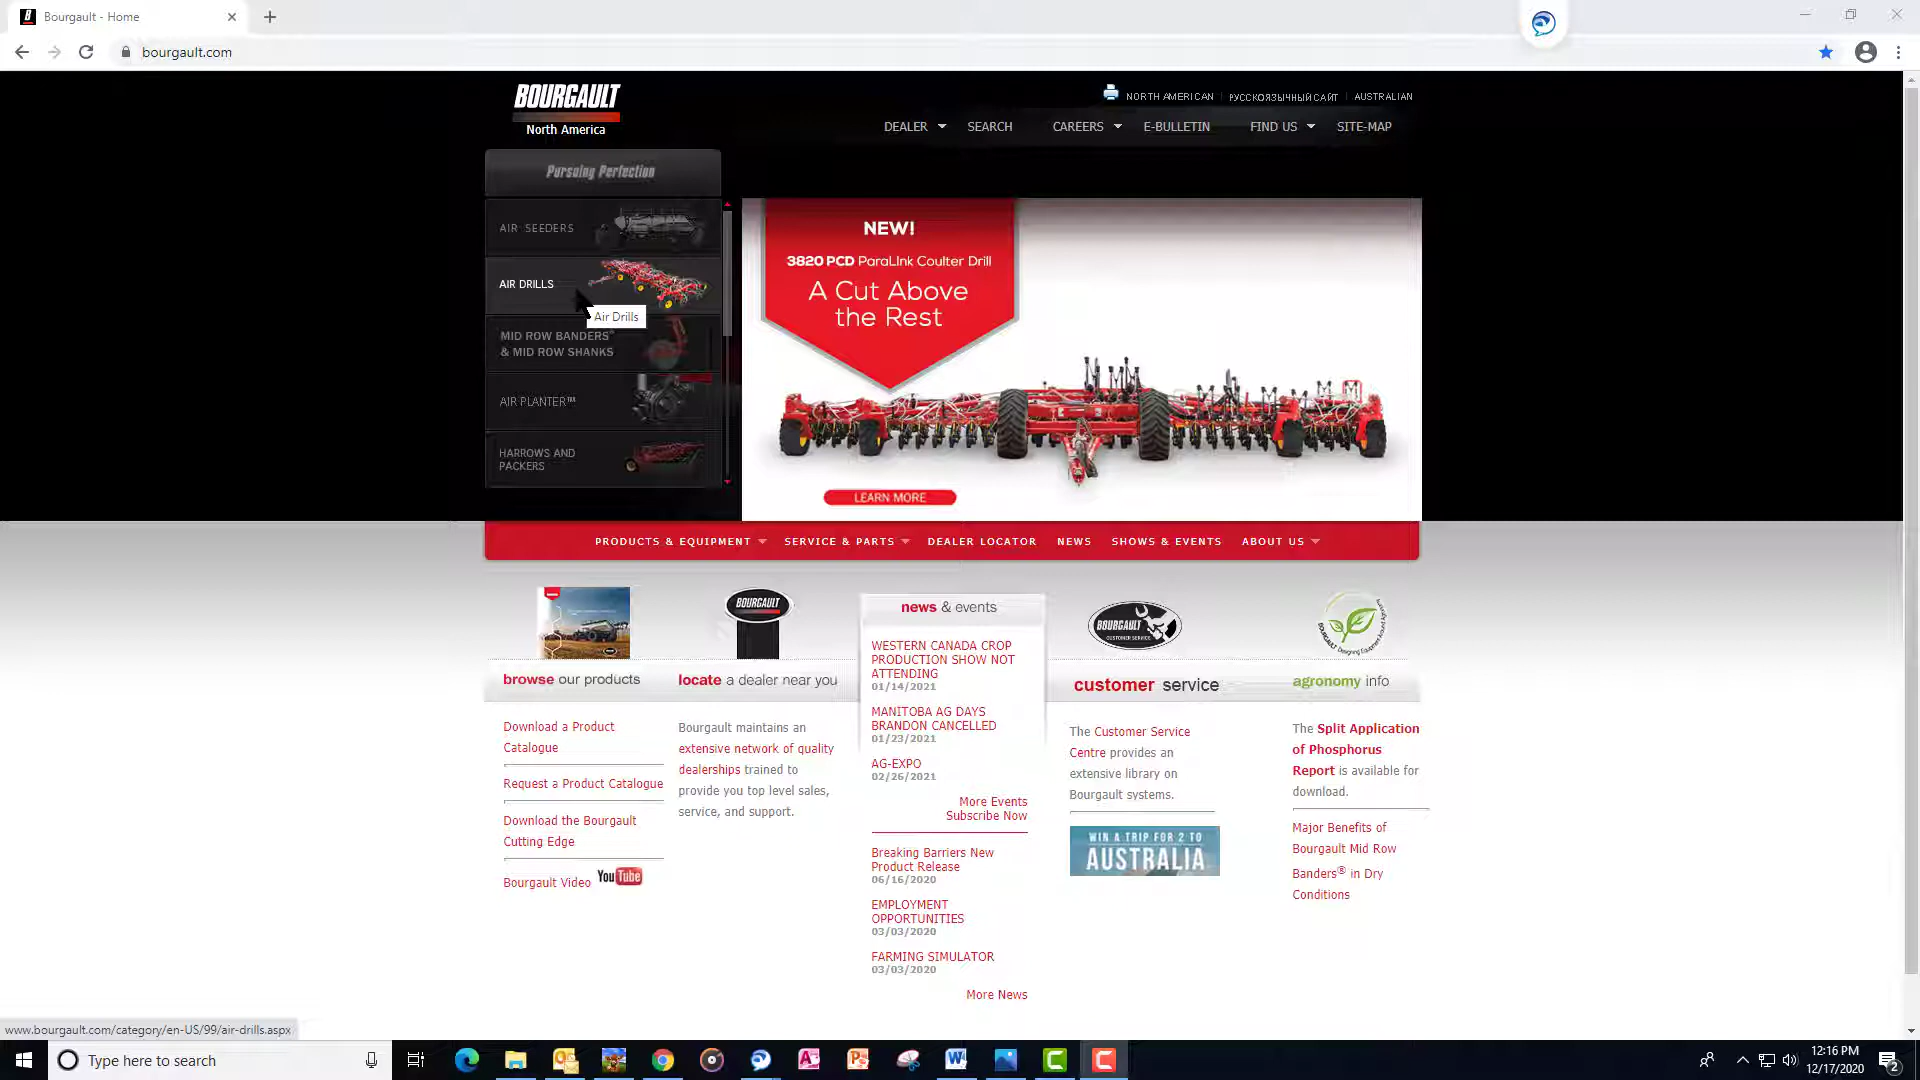 Bourgault - Home
bourgault.com
BOURGAULT
North America
NORTH AMERICAN
РУССКОЯЗЫЧНЫЙ САЙТ
AUSTRALIAN
DEALER
SEARCH
CAREERS
E-BULLETIN
FIND US
SITE-MAP
Pursuing Perfection
AIR SEEDERS
AIR DRILLS
Air Drills
MID ROW BANDERS®
& MID ROW SHANKS
AIR PLANTER™
HARROWS AND
PACKERS
NEW!
3820 PCD ParaLink Coulter Drill
A Cut Above
the Rest
LEARN MORE
PRODUCTS & EQUIPMENT
SERVICE & PARTS
DEALER LOCATOR
NEWS
SHOWS & EVENTS
ABOUT US
browse our products
Download a Product
Catalogue
Request a Product Catalogue
Download the Bourgault
Cutting Edge
Bourgault Video YouTube
BOURGAULT
locate a dealer near you
Bourgault maintains an
extensive network of quality
dealerships trained to
provide you top level sales,
service, and support.
news & events
WESTERN CANADA CROP
PRODUCTION SHOW NOT
ATTENDING
01/14/2021
MANITOBA AG DAYS
BRANDON CANCELLED
01/23/2021
AG-EXPO
02/26/2021
More Events
Subscribe Now
Breaking Barriers New
Product Release
06/16/2020
EMPLOYMENT
OPPORTUNITIES
03/03/2020
FARMING SIMULATOR
03/03/2020
More News
BOURGAULT
CUSTOMER SERVICE
customer service
The Customer Service
Centre provides an
extensive library on
Bourgault systems.
WIN A TRIP FOR 2 TO
AUSTRALIA
agronomy info
The Split Application
of Phosphorus
Report is available for
download.
Major Benefits of
Bourgault Mid Row
Banders® in Dry
Conditions
www.bourgault.com/category/en-US/99/air-drills.aspx
Type here to search
12:16 PM
12/17/2020
2